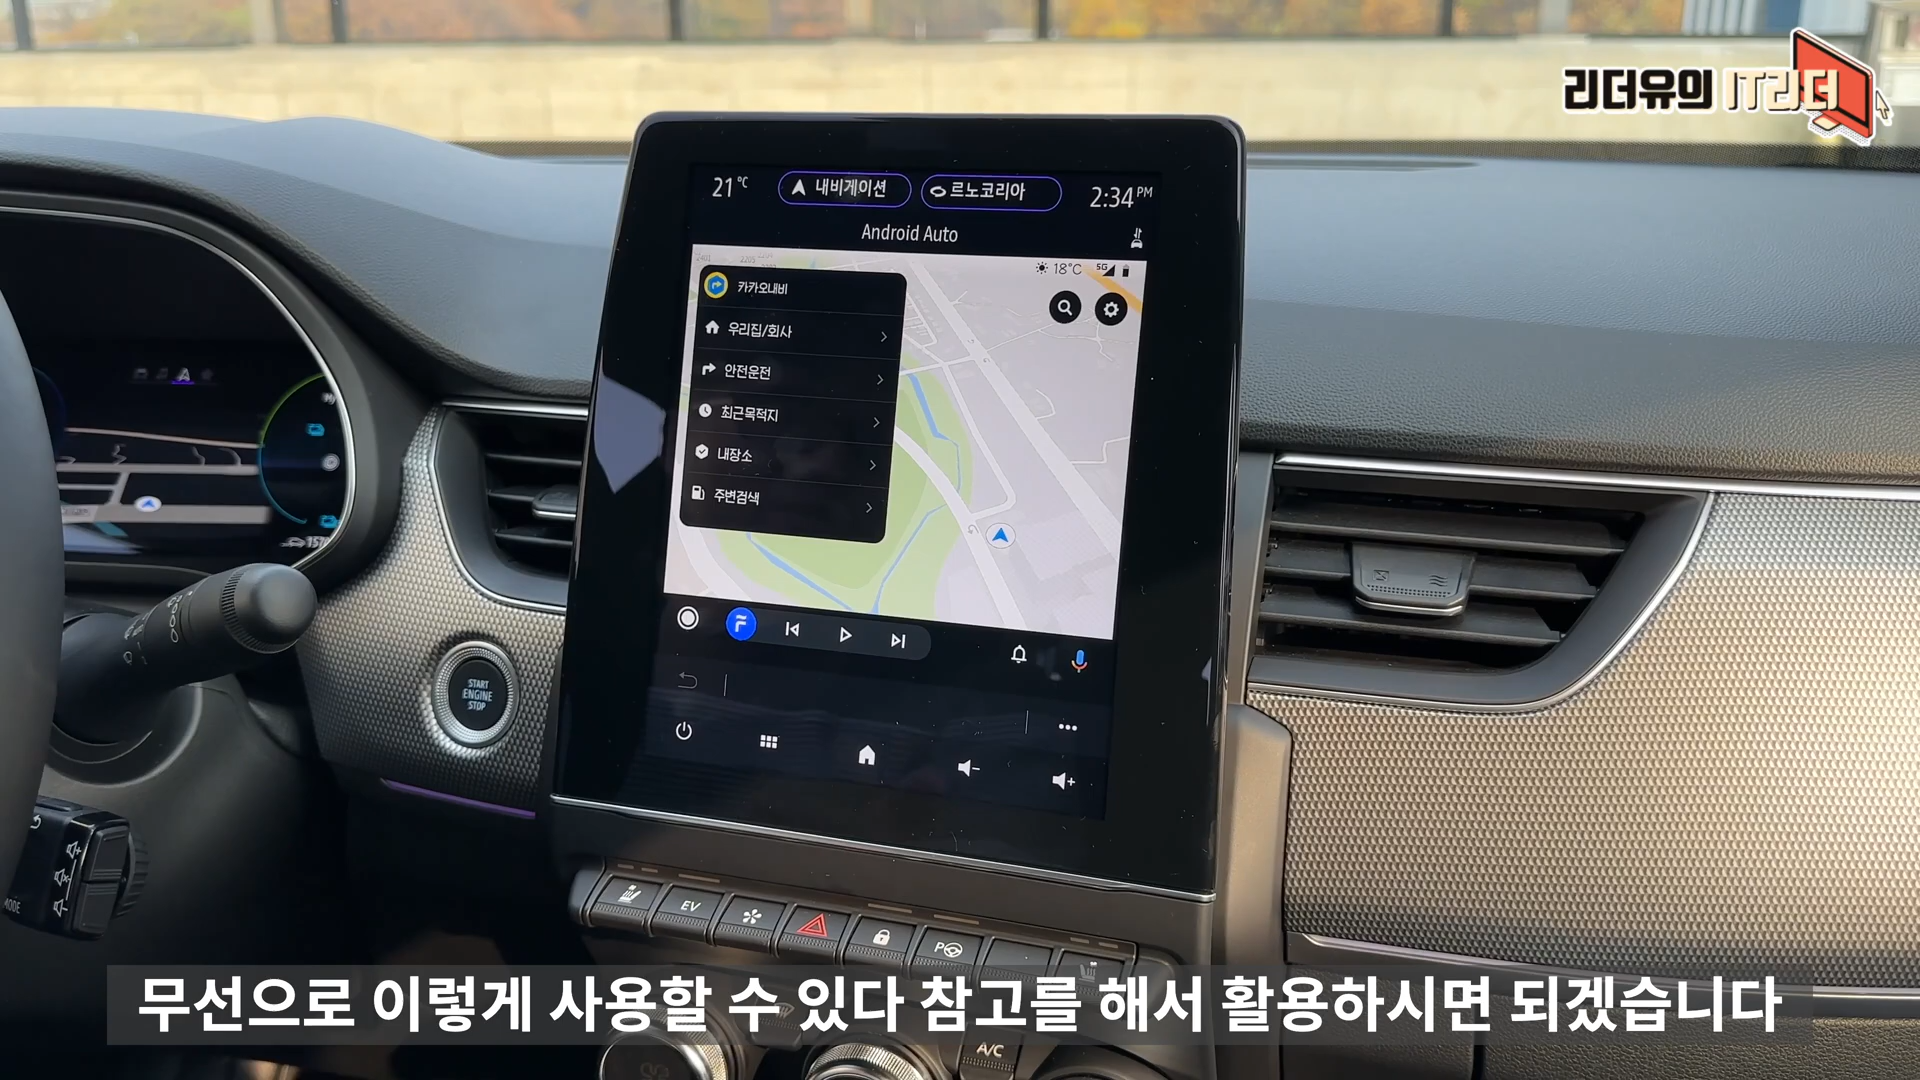 리더유의 IT리더
21°C
내비게이션
르노코리아
2:34 PM
Android Auto
18°C 5G
카카오내비
우리집/회사
안전운전
최근목적지
내장소
주변검색
START
ENGINE
STOP
MODE
EV
A/C
무선으로 이렇게 사용할 수 있다 참고를 해서 활용하시면 되겠습니다